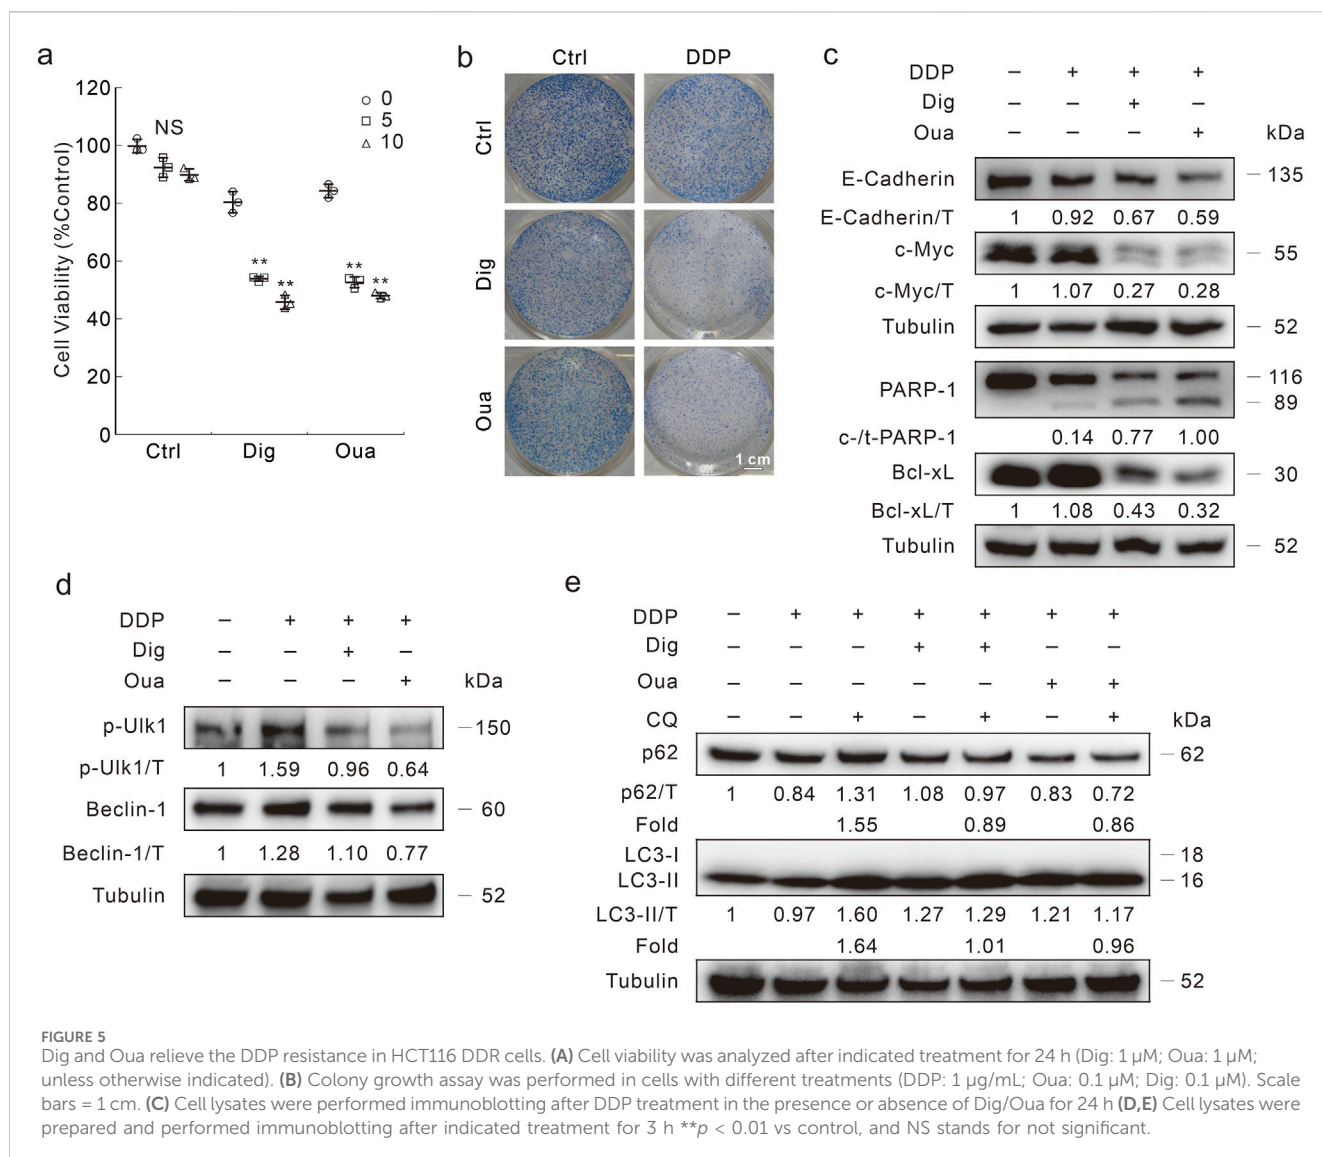 a
Cell Viability (%Control)
120
100
80
60
40
20
0
NS
○ 0
□ 5
△ 10
**
**
**
**
Ctrl Dig Oua
b
Ctrl DDP
Ctrl
Dig
Oua
1 cm
c
DDP − + + +
Dig − − + −
Oua − − − + kDa
E-Cadherin − 135
E-Cadherin/T 1 0.92 0.67 0.59
c-Myc − 55
c-Myc/T 1 1.07 0.27 0.28
Tubulin − 52
PARP-1 − 116
− 89
c-/t-PARP-1 0.14 0.77 1.00
Bcl-xL − 30
Bcl-xL/T 1 1.08 0.43 0.32
Tubulin − 52
d
DDP − + + +
Dig − − + −
Oua − − − + kDa
p-Ulk1 − 150
p-Ulk1/T 1 1.59 0.96 0.64
Beclin-1 − 60
Beclin-1/T 1 1.28 1.10 0.77
Tubulin − 52
e
DDP − + + + + + +
Dig − − − + + − −
Oua − − − − − + +
CQ − − + − + − + kDa
p62 − 62
p62/T 1 0.84 1.31 1.08 0.97 0.83 0.72
Fold 1.55 0.89 0.86
LC3-I − 18
LC3-II − 16
LC3-II/T 1 0.97 1.60 1.27 1.29 1.21 1.17
Fold 1.64 1.01 0.96
Tubulin − 52
FIGURE 5
Dig and Oua relieve the DDP resistance in HCT116 DDR cells. (A) Cell viability was analyzed after indicated treatment for 24 h (Dig: 1 μM; Oua: 1 μM;
unless otherwise indicated). (B) Colony growth assay was performed in cells with different treatments (DDP: 1 μg/mL; Oua: 0.1 μM; Dig: 0.1 μM). Scale
bars = 1 cm. (C) Cell lysates were performed immunoblotting after DDP treatment in the presence or absence of Dig/Oua for 24 h (D,E) Cell lysates were
prepared and performed immunoblotting after indicated treatment for 3 h **p < 0.01 vs control, and NS stands for not significant.